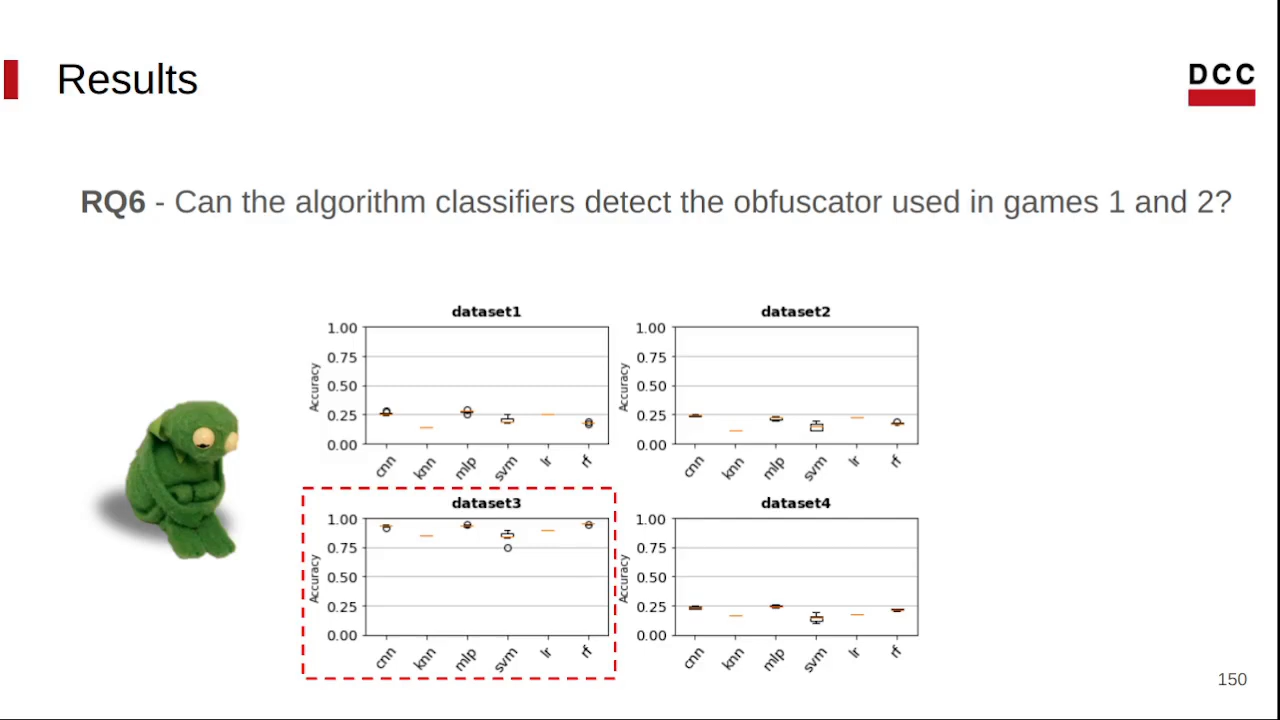 Results
DCC
RQ6 - Can the algorithm classifiers detect the obfuscator used in games 1 and 2?
dataset1
1.00
0.75
0.50
0.25
0.00
Accuracy
cnn
knn
mlp
svm
lr
rf
dataset2
1.00
0.75
0.50
0.25
0.00
Accuracy
cnn
knn
mlp
svm
lr
rf
dataset3
1.00
0.75
0.50
0.25
0.00
Accuracy
cnn
knn
mlp
svm
lr
rf
dataset4
1.00
0.75
0.50
0.25
0.00
Accuracy
cnn
knn
mlp
svm
lr
rf
150